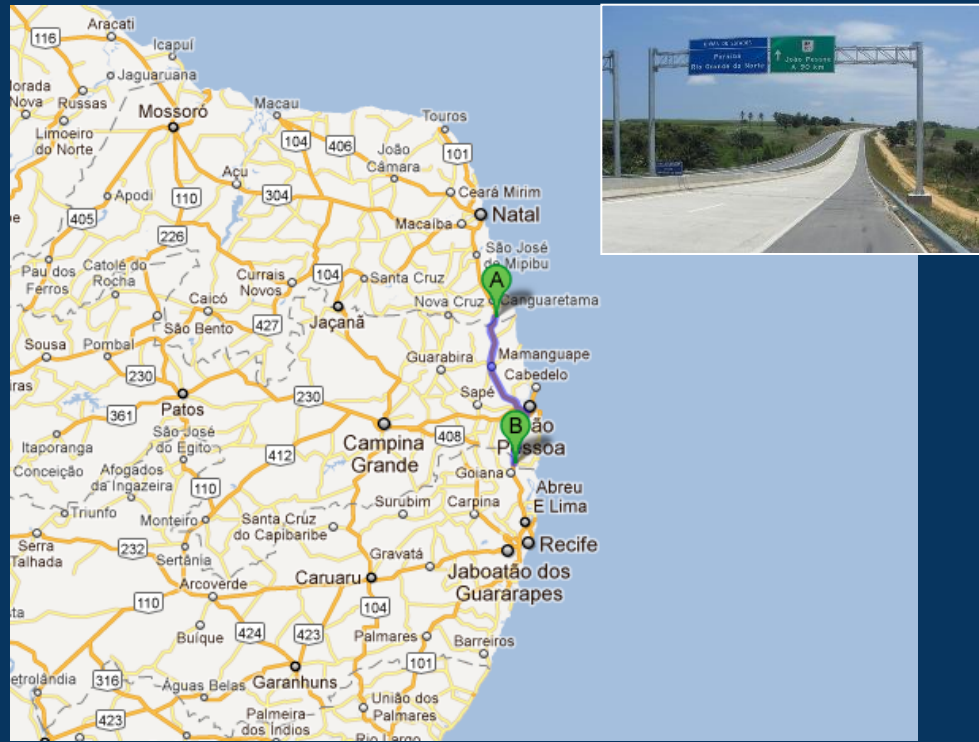 116
Aracati
Icapuí
Jaguaruana
Russas
Nova
Limoeiro
do Norte
Mossoró
Macau
Touros
104
406
João
Câmara
101
Açu
Apodi
110
304
Ceará Mirim
Macaíba
Natal
405
226
São José
de Mipibu
Pau dos
Ferros
Catolé do
Rocha
Currais
Novos
104
Santa Cruz
A
Nova Cruz
Canguaretama
Caicó
São Bento
427
Jaçanã
Sousa
Pombal
Guarabira
Mamanguape
230
Cabedelo
Sapé
Patos
230
B
361
Campina
Grande
408
Pessoa
Itaporanga
São José
do Egito
412
Conceição
Afogados
da Ingazeira
110
Goiana
Abreu
E Lima
Triunfo
Monteiro
Surubim
Carpina
Santa Cruz
do Capibaribe
Serra
Talhada
232
Sertânia
Gravatá
Recife
Jaboatão dos
Guararapes
Arcoverde
Caruaru
110
104
Buíque
424
423
Palmares
Barreiros
101
316
Garanhuns
Águas Belas
União dos
Palmares
423
Palmeira
dos Índios
Rio Largo
Paraíba
Rio Grande do Norte
João Pessoa
A 90 km